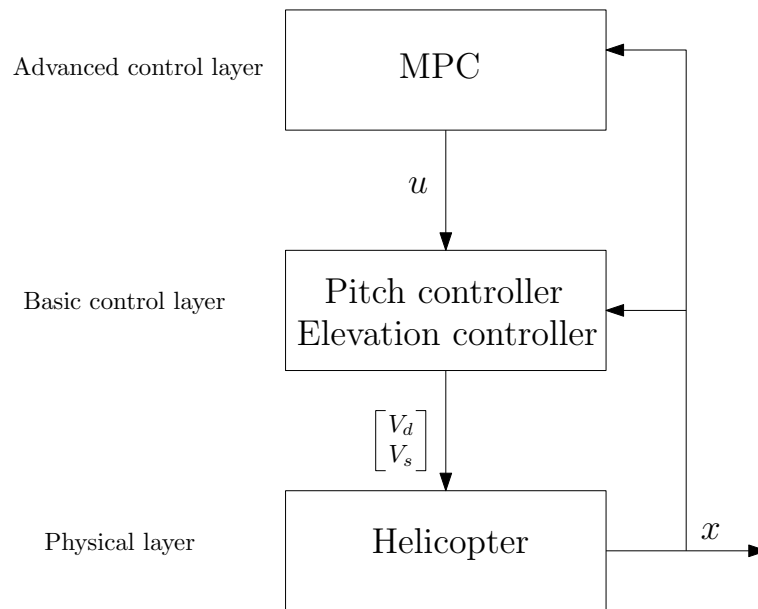 Advanced control layer
MPC
u
Basic control layer
Pitch controller
Elevation controller
V_d
V_s
Physical layer
Helicopter
x